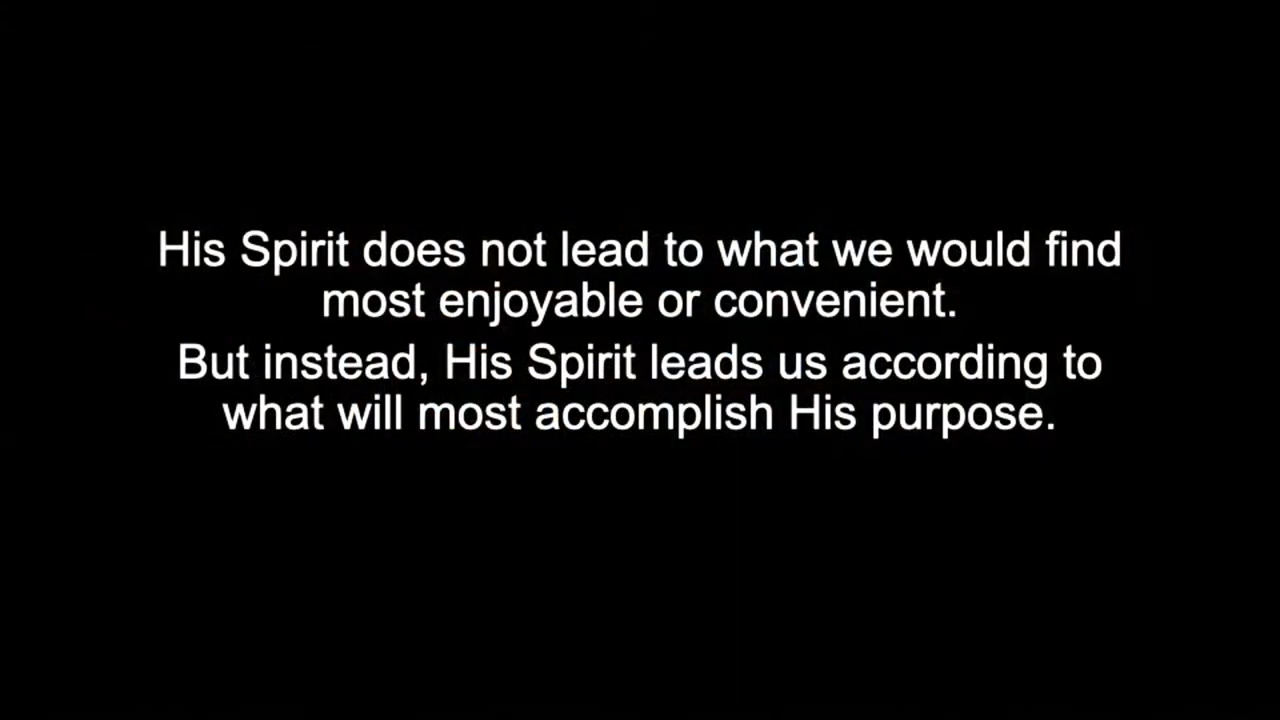 His Spirit does not lead to what we would find
most enjoyable or convenient.
But instead, His Spirit leads us according to
what will most accomplish His purpose.